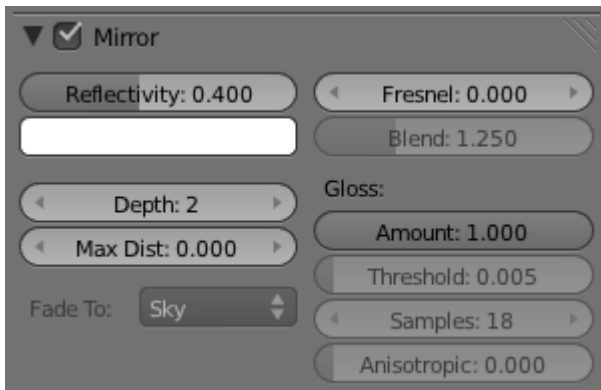 Mirror
Reflectivity: 0.400
Fresnel: 0.000
Blend: 1.250
Depth: 2
Max Dist: 0.000
Fade To: Sky
Gloss:
Amount: 1.000
Threshold: 0.005
Samples: 18
Anisotropic: 0.000